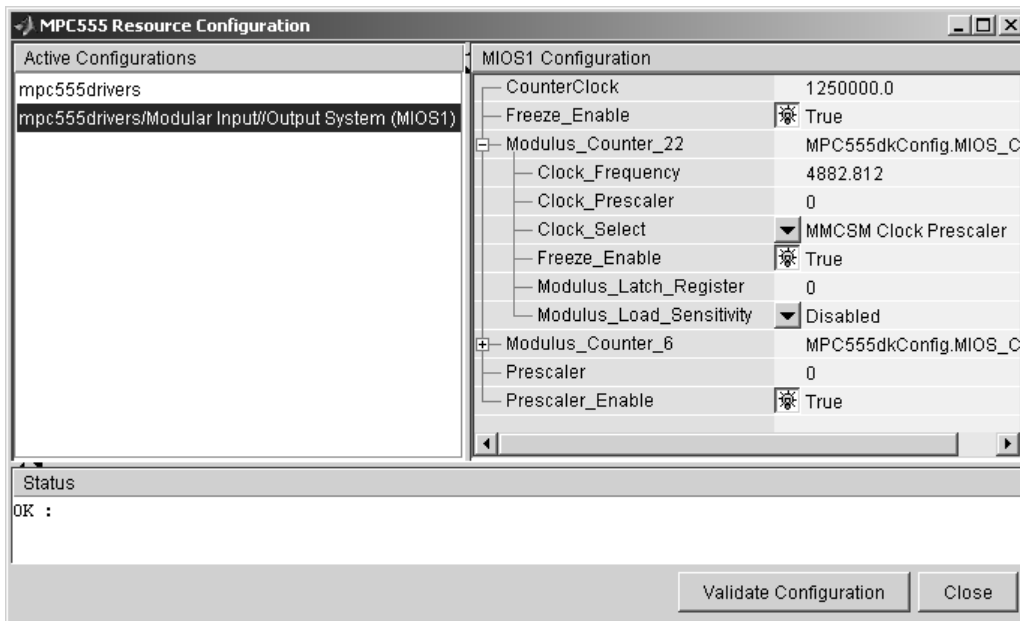 MPC555 Resource Configuration
Active Configurations
mpc555drivers
mpc555drivers/Modular Input//Output System (MIOS1)
MIOS1 Configuration
CounterClock 1250000.0
Freeze_Enable True
Modulus_Counter_22 MPC555dkConfig.MIOS_C
Clock_Frequency 4882.812
Clock_Prescaler 0
Clock_Select MMCSM Clock Prescaler
Freeze_Enable True
Modulus_Latch_Register 0
Modulus_Load_Sensitivity Disabled
Modulus_Counter_6 MPC555dkConfig.MIOS_C
Prescaler 0
Prescaler_Enable True
Status
OK :
Validate Configuration Close